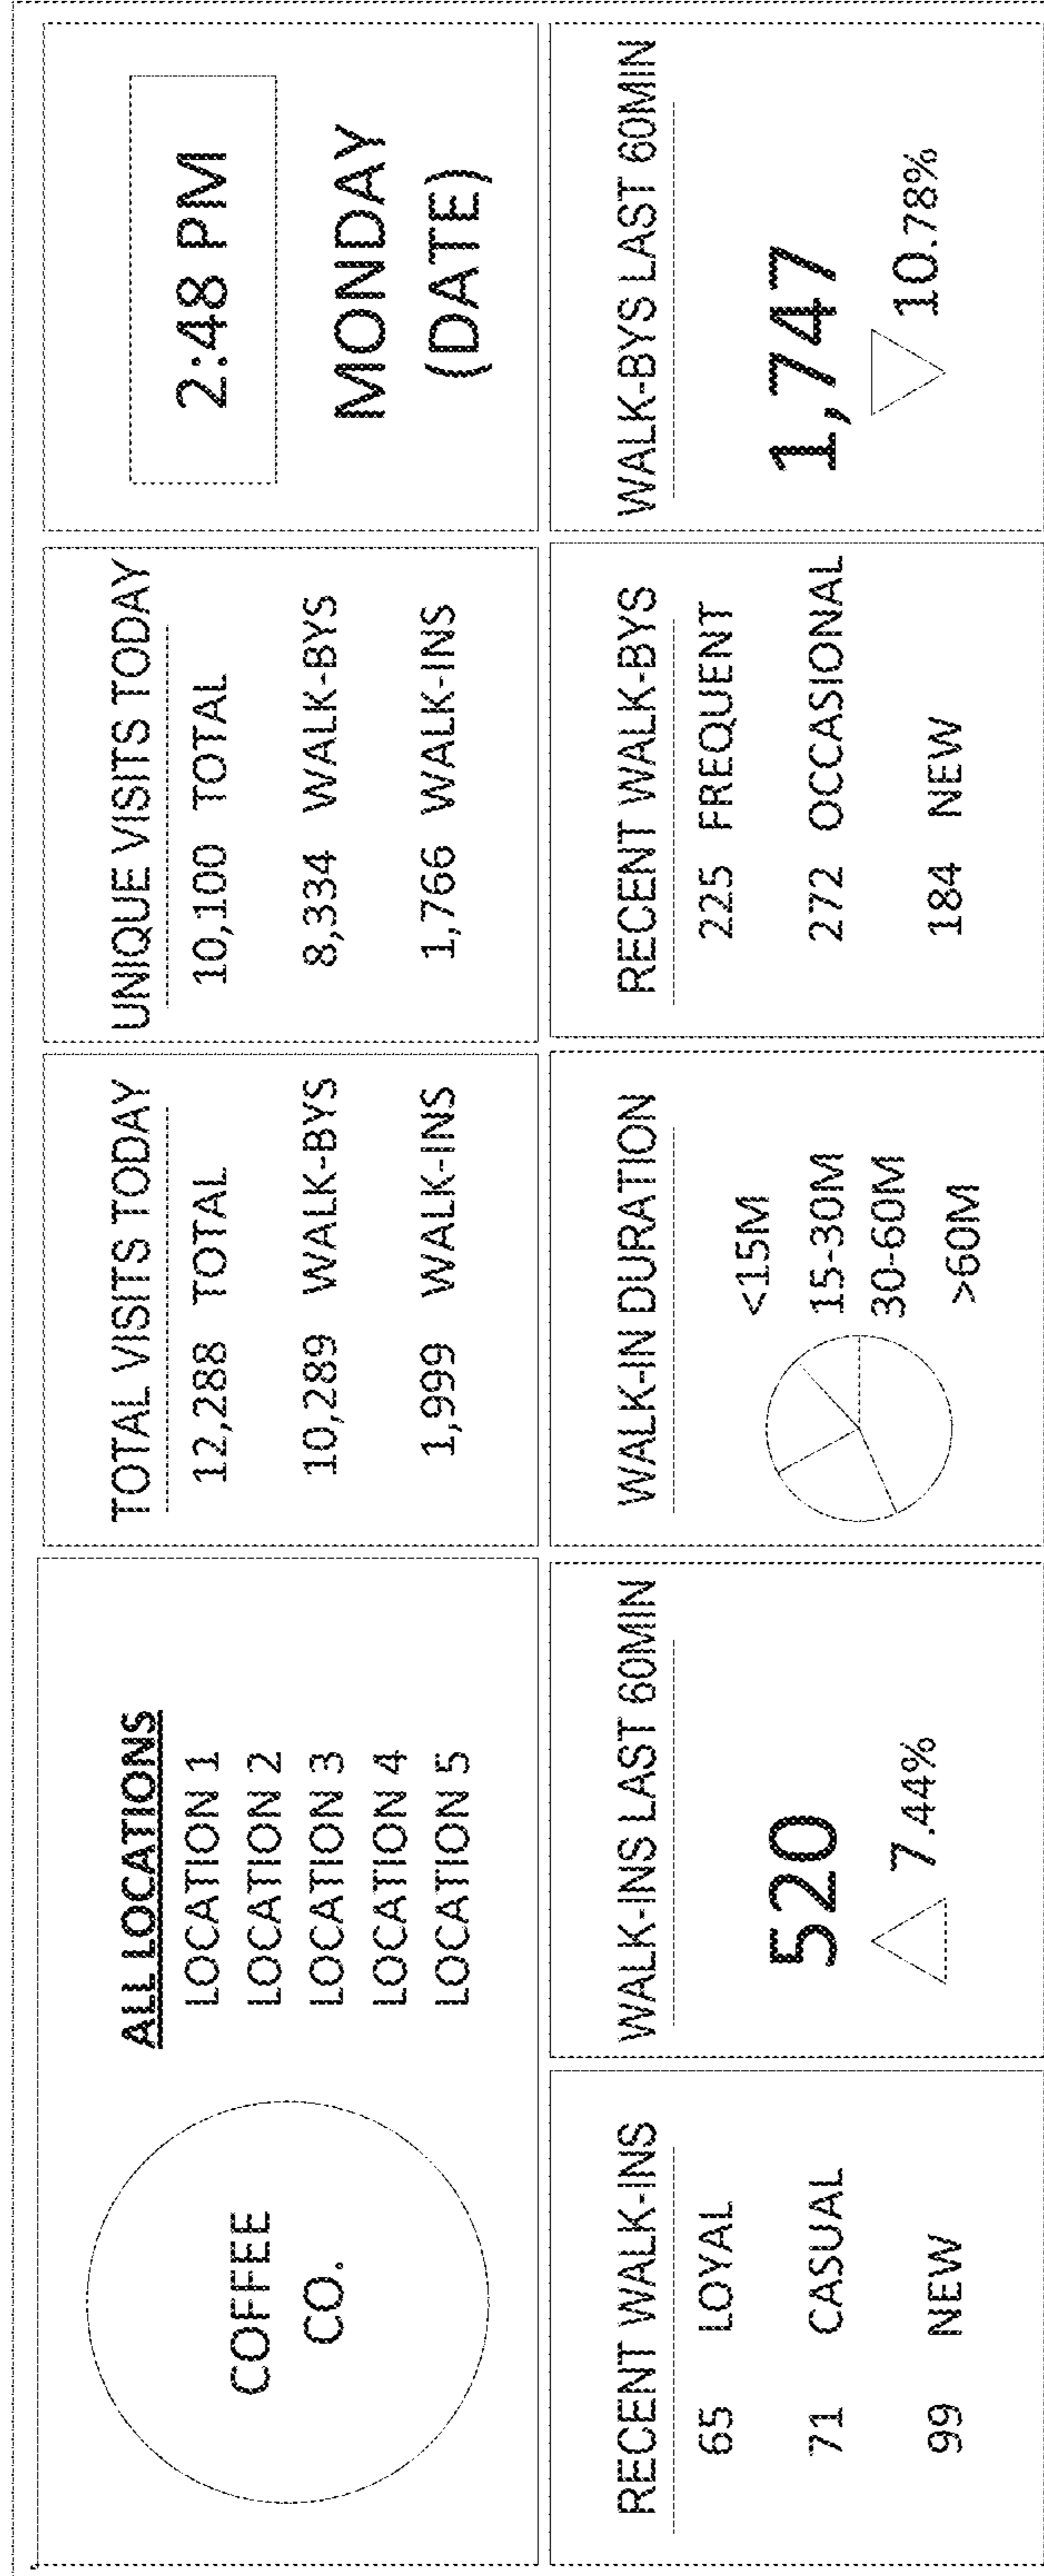 COFFEE
CO.
ALL LOCATIONS
LOCATION 1
LOCATION 2
LOCATION 3
LOCATION 4
LOCATION 5
TOTAL VISITS TODAY
12,288 TOTAL
10,289 WALK-BYS
1,999 WALK-INS
UNIQUE VISITS TODAY
10,100 TOTAL
8,334 WALK-BYS
1,766 WALK-INS
2:48 PM
MONDAY
(DATE)
RECENT WALK-INS
65 LOYAL
71 CASUAL
99 NEW
WALK-INS LAST 60MIN
520
7.44%
WALK-IN DURATION
<15M
15-30M
30-60M
>60M
RECENT WALK-BYS
225 FREQUENT
272 OCCASIONAL
184 NEW
WALK-BYS LAST 60MIN
1,747
10.78%